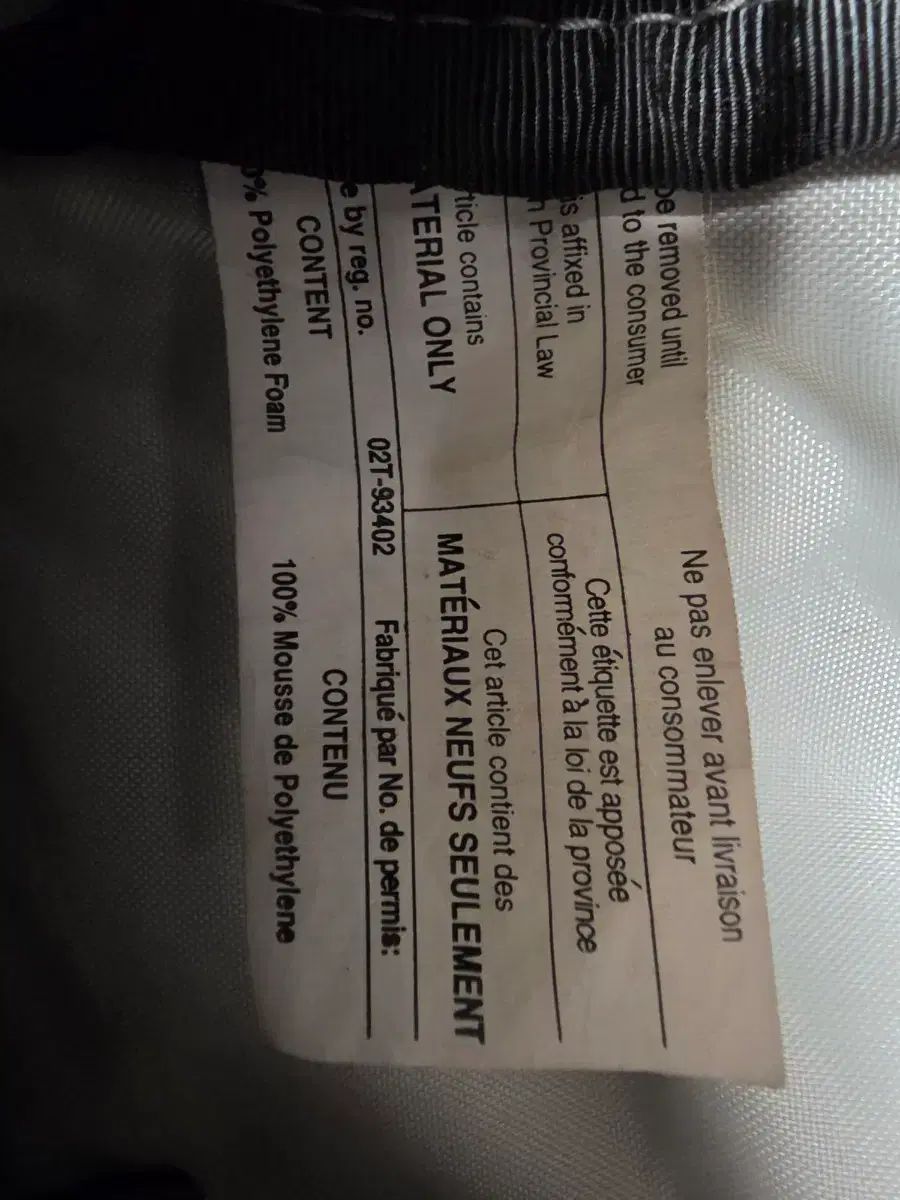 be removed until
d to the consumer
Ne pas enlever avant livraison
au consommateur
is affixed in
n Provincial Law
Cette étiquette est apposée
conformément à la loi de la province
ticle contains
ATERIAL ONLY
Cet article contient des
MATÉRIAUX NEUFS SEULEMENT
e by reg. no. 02T-93402 Fabriqué par No. de permis:
CONTENT
0% Polyethylene Foam
CONTENU
100% Mousse de Polyethylene